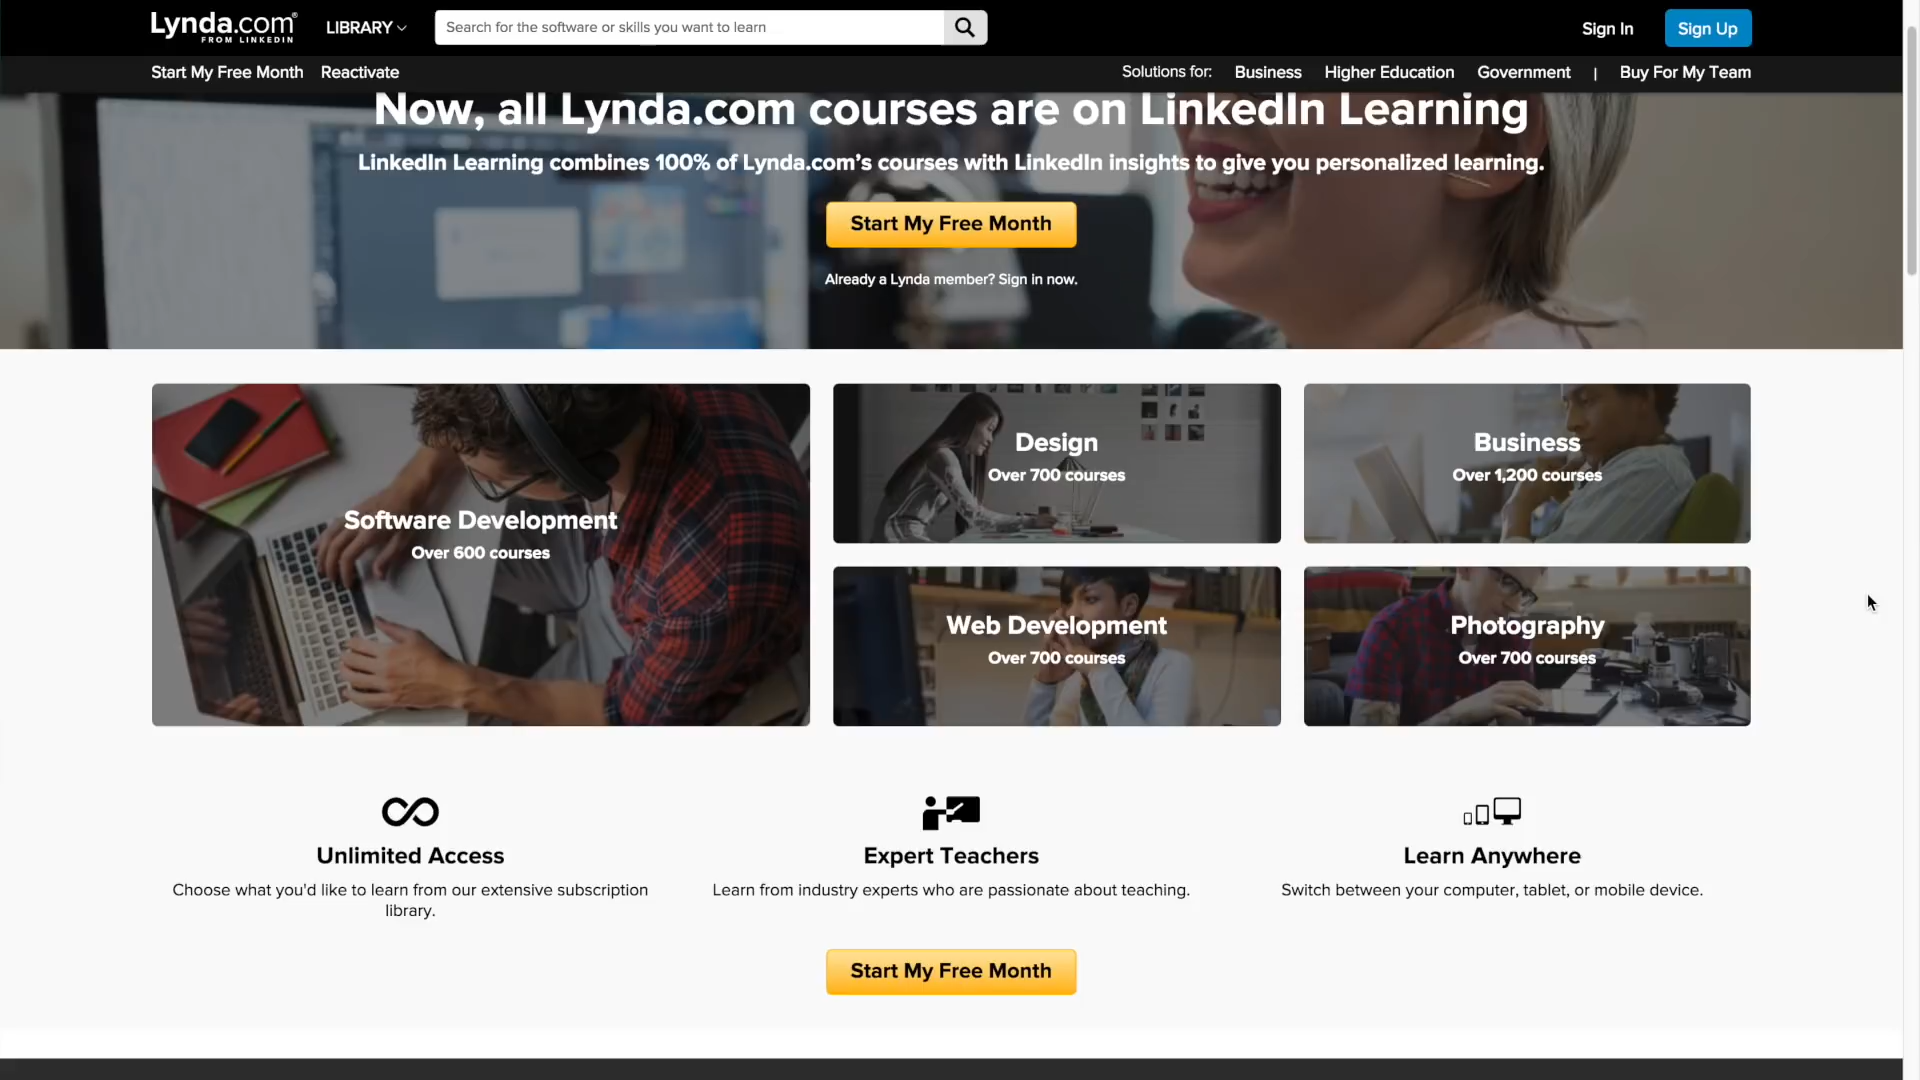 Lynda.com®
FROM LINKEDIN
LIBRARY
Search for the software or skills you want to learn
Sign In
Sign Up
Start My Free Month
Reactivate
Solutions for:
Business
Higher Education
Government
|
Buy For My Team
Now, all Lynda.com courses are on LinkedIn Learning
LinkedIn Learning combines 100% of Lynda.com’s courses with LinkedIn insights to give you personalized learning.
Start My Free Month
Already a Lynda member? Sign in now.
Software Development
Over 600 courses
Design
Over 700 courses
Business
Over 1,200 courses
Web Development
Over 700 courses
Photography
Over 700 courses
Unlimited Access
Choose what you'd like to learn from our extensive subscription
library.
Expert Teachers
Learn from industry experts who are passionate about teaching.
Learn Anywhere
Switch between your computer, tablet, or mobile device.
Start My Free Month